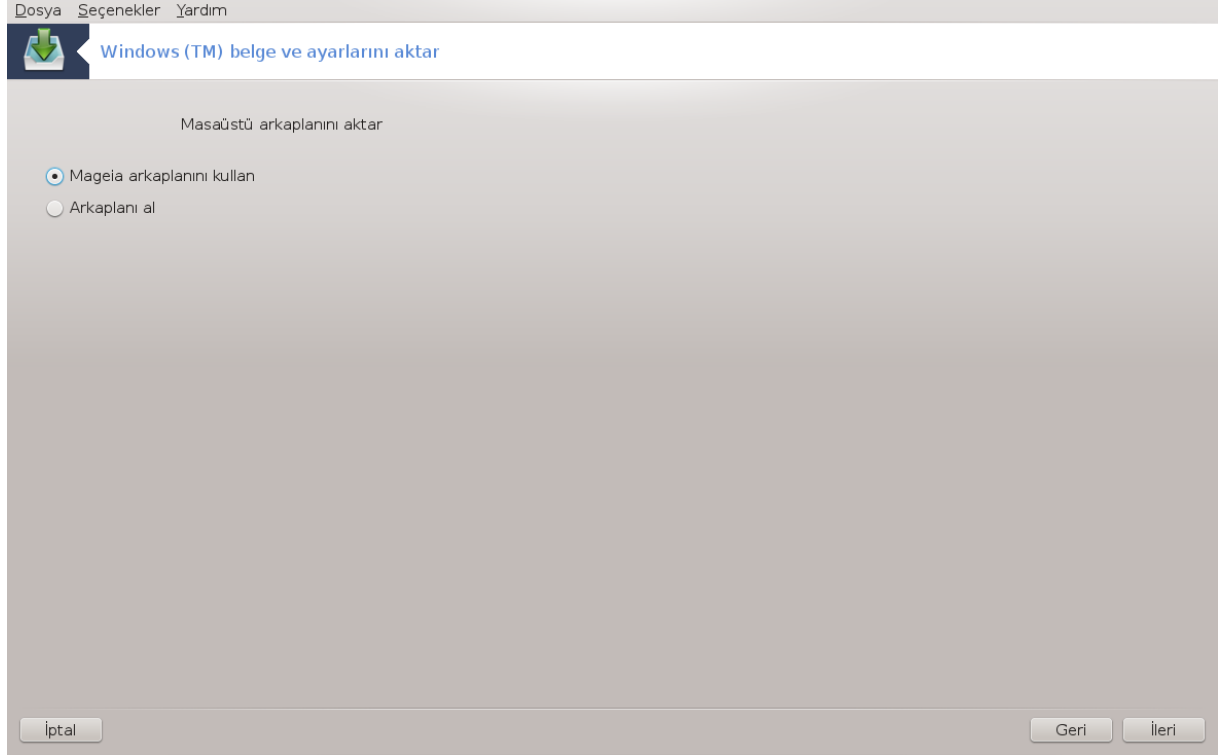 Dosya Seçenekler Yardım
Windows (TM) belge ve ayarlarını aktar
Masaüstü arkaplanını aktar
Mageia arkaplanını kullan
Arkaplanı al
İptal Geri İleri